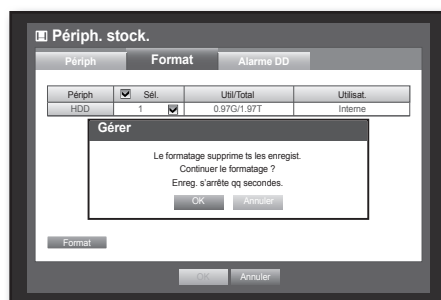 Périph. stock.
Périph Format Alarme DD
Périph Sél. Util/Total Utilisat.
HDD 1 0.97G/1.97T Interne
Gérer
Le formatage supprime ts les enregist.
Continuer le formatage ?
Enreg. s'arrête qq secondes.
OK Annuler
Format
OK Annuler